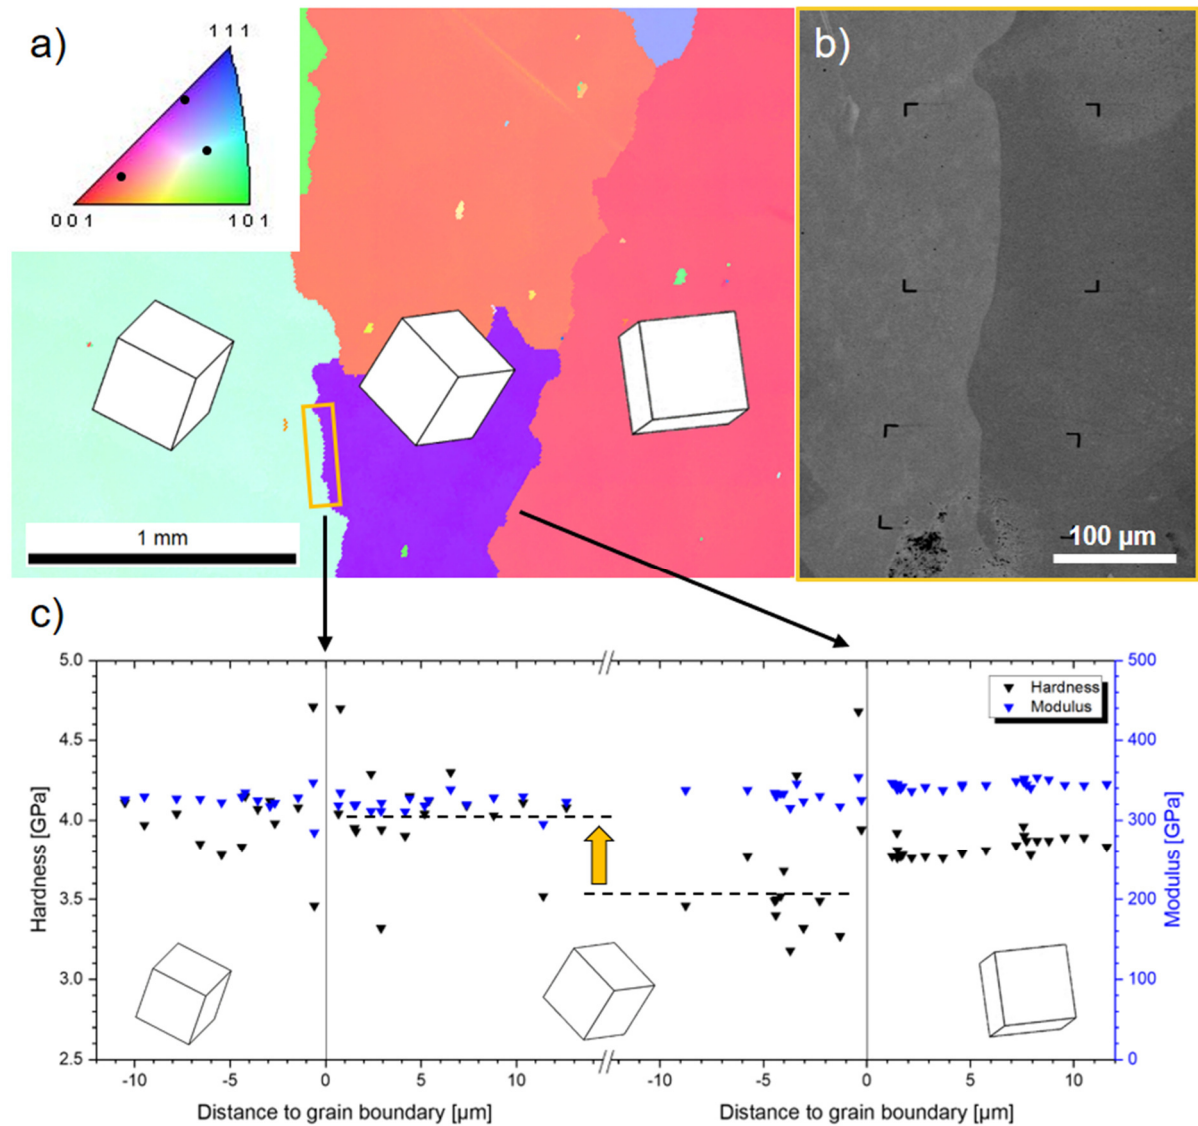 a)
1 1 1
0 0 1
1 0 1
1 mm
b)
100 µm
c)
5.0
4.5
4.0
3.5
3.0
2.5
Hardness [GPa]
500
400
300
200
100
0
Modulus [GPa]
Hardness
Modulus
-10
-5
0
5
10
-10
-5
0
5
10
Distance to grain boundary [µm]
Distance to grain boundary [µm]